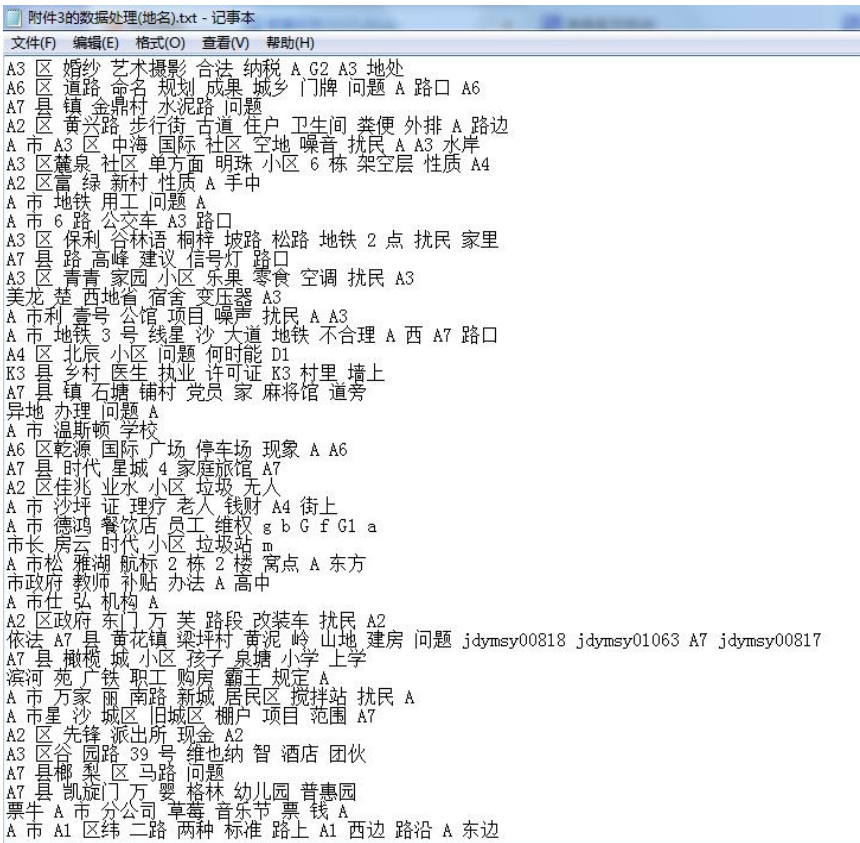 附件3的数据处理(地名).txt - 记事本
文件(F) 编辑(E) 格式(O) 查看(V) 帮助(H)
A3 区 婚纱 艺术摄影 合法 纳税 A G2 A3 地处
A6 区 道路 命名 规划 成果 城乡 门牌 问题 A 路口 A6
A7 县 镇 金鼎村 水泥路 问题
A2 区 黄兴路 步行街 古道 住户 卫生间 粪便 外排 A 路边
A 市 A3 区 中海 国际 社区 空地 噪音 扰民 A A3 水岸
A3 区麓泉 社区 单方面 明珠 小区 6 栋 架空层 性质 A4
A2 区富 绿 新村 性质 A 手中
A 市 地铁 用工 问题 A
A 市 6 路 公交车 A3 路口
A3 区 保利 谷林语 桐梓 坡路 松路 地铁 2 点 扰民 家里
A7 县 路 高峰 建议 信号灯 路口
A3 区 青青 家园 小区 乐果 零食 空调 扰民 A3
美龙 楚 西地省 宿舍 变压器 A3
A 市利 壹号 公馆 项目 噪声 扰民 A A3
A 市 地铁 3 号 线星 沙 大道 地铁 不合理 A 西 A7 路口
A4 区 北辰 小区 问题 何时能 D1
K3 县 乡村 医生 执业 许可证 K3 村里 墙上
A7 县 镇 石塘 铺村 党员 家 麻将馆 道旁
异地 办理 问题 A
A 市 温斯顿 学校
A6 区乾源 国际 广场 停车场 现象 A A6
A7 县 时代 星城 4 家庭旅馆 A7
A2 区佳兆 业水 小区 垃圾 无人
A 市 沙坪 证 理疗 老人 钱财 A4 街上
A 市 德鸿 餐饮店 员工 维权 g b G f G1 a
市长 房云 时代 小区 垃圾站 m
A 市松 雅湖 航标 2 栋 2 楼 窝点 A 东方
市政府 教师 补贴 办法 A 高中
A 市仕 弘 机构 A
A2 区政府 东门 万 芙 路段 改装车 扰民 A2
依法 A7 县 黄花镇 梁坪村 黄泥 岭 山地 建房 问题 jdymsy00818 jdymsy01063 A7 jdymsy00817
A7 县 橄榄 城 小区 孩子 泉塘 小学 上学
滨河 苑 广铁 职工 购房 霸王 规定 A
A 市 万家 丽 南路 新城 居民区 搅拌站 扰民 A
A 市星 沙 城区 旧城区 棚户 项目 范围 A7
A2 区 先锋 派出所 现金 A2
A3 区谷 园路 39 号 维也纳 智 酒店 团伙
A7 县榔 梨 区 马路 问题
A7 县 凯旋门 万 婴 格林 幼儿园 普惠园
票牛 A 市 分公司 草莓 音乐节 票 钱 A
A 市 A1 区纬 二路 两种 标准 路上 A1 西边 路沿 A 东边